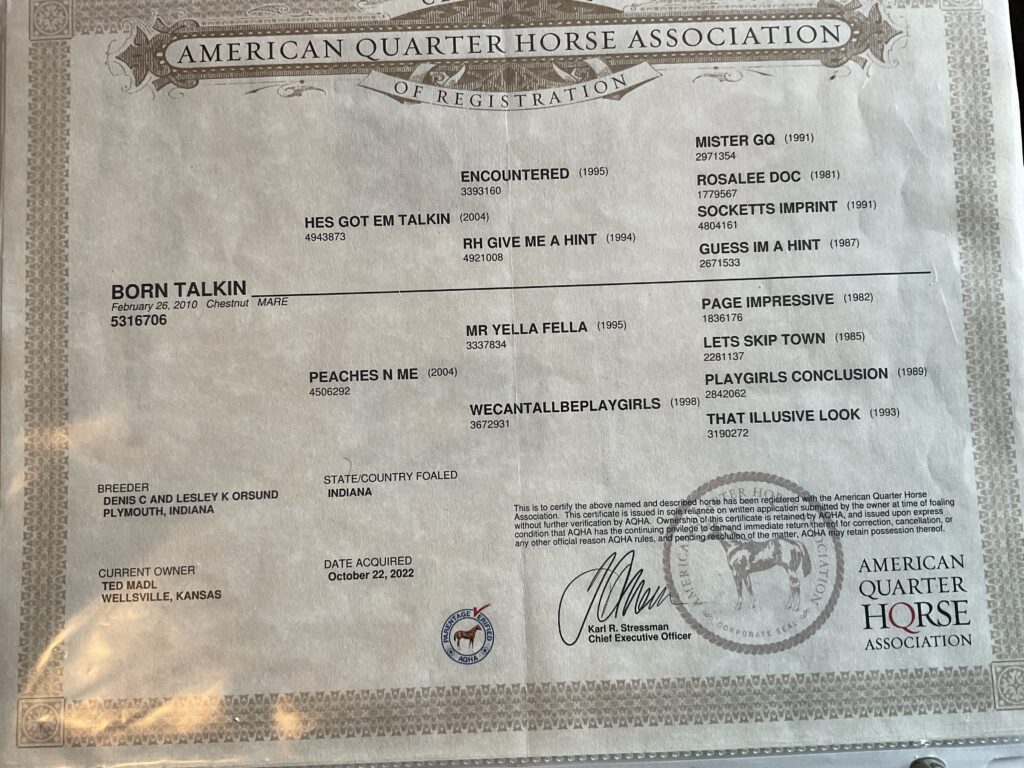 AMERICAN QUARTER HORSE ASSOCIATION
OF REGISTRATION
MISTER GQ (1991)
2971354
ENCOUNTERED (1995)
3393160
ROSALEE DOC (1981)
1779567
HES GOT EM TALKIN (2004)
4943873
SOCKETTS IMPRINT (1991)
4804161
RH GIVE ME A HINT (1994)
4921008
GUESS IM A HINT (1987)
2671533
BORN TALKIN
February 26, 2010 Chestnut MARE
5316706
PAGE IMPRESSIVE (1982)
1836176
MR YELLA FELLA (1995)
3337834
LETS SKIP TOWN (1985)
2281137
PEACHES N ME (2004)
4506292
PLAYGIRLS CONCLUSION (1989)
2842062
WECANTALLBEPLAYGIRLS (1998)
3672931
THAT ILLUSIVE LOOK (1993)
3190272
BREEDER
DENIS C AND LESLEY K ORSUND
PLYMOUTH, INDIANA
STATE/COUNTRY FOALED
INDIANA
This is to certify the above named and described horse has been registered with the American Quarter Horse
Association. This certificate is issued in sole reliance on written application submitted by the owner at time of foaling
without further verification by AQHA. Ownership of this certificate is retained by AQHA, and issued upon express
condition that AQHA has the continuing privilege to demand immediate return thereof for correction, cancellation, or
any other official reason AQHA rules, and pending resolution of the matter, AQHA may retain possession thereof.
CURRENT OWNER
TED MADL
WELLSVILLE, KANSAS
DATE ACQUIRED
October 22, 2022
PARENTAGE VERIFIED
AQHA
Karl R. Stressman
Chief Executive Officer
AMERICAN QUARTER HORSE ASSOCIATION
CORPORATE SEAL
AMERICAN
QUARTER
HORSE
ASSOCIATION